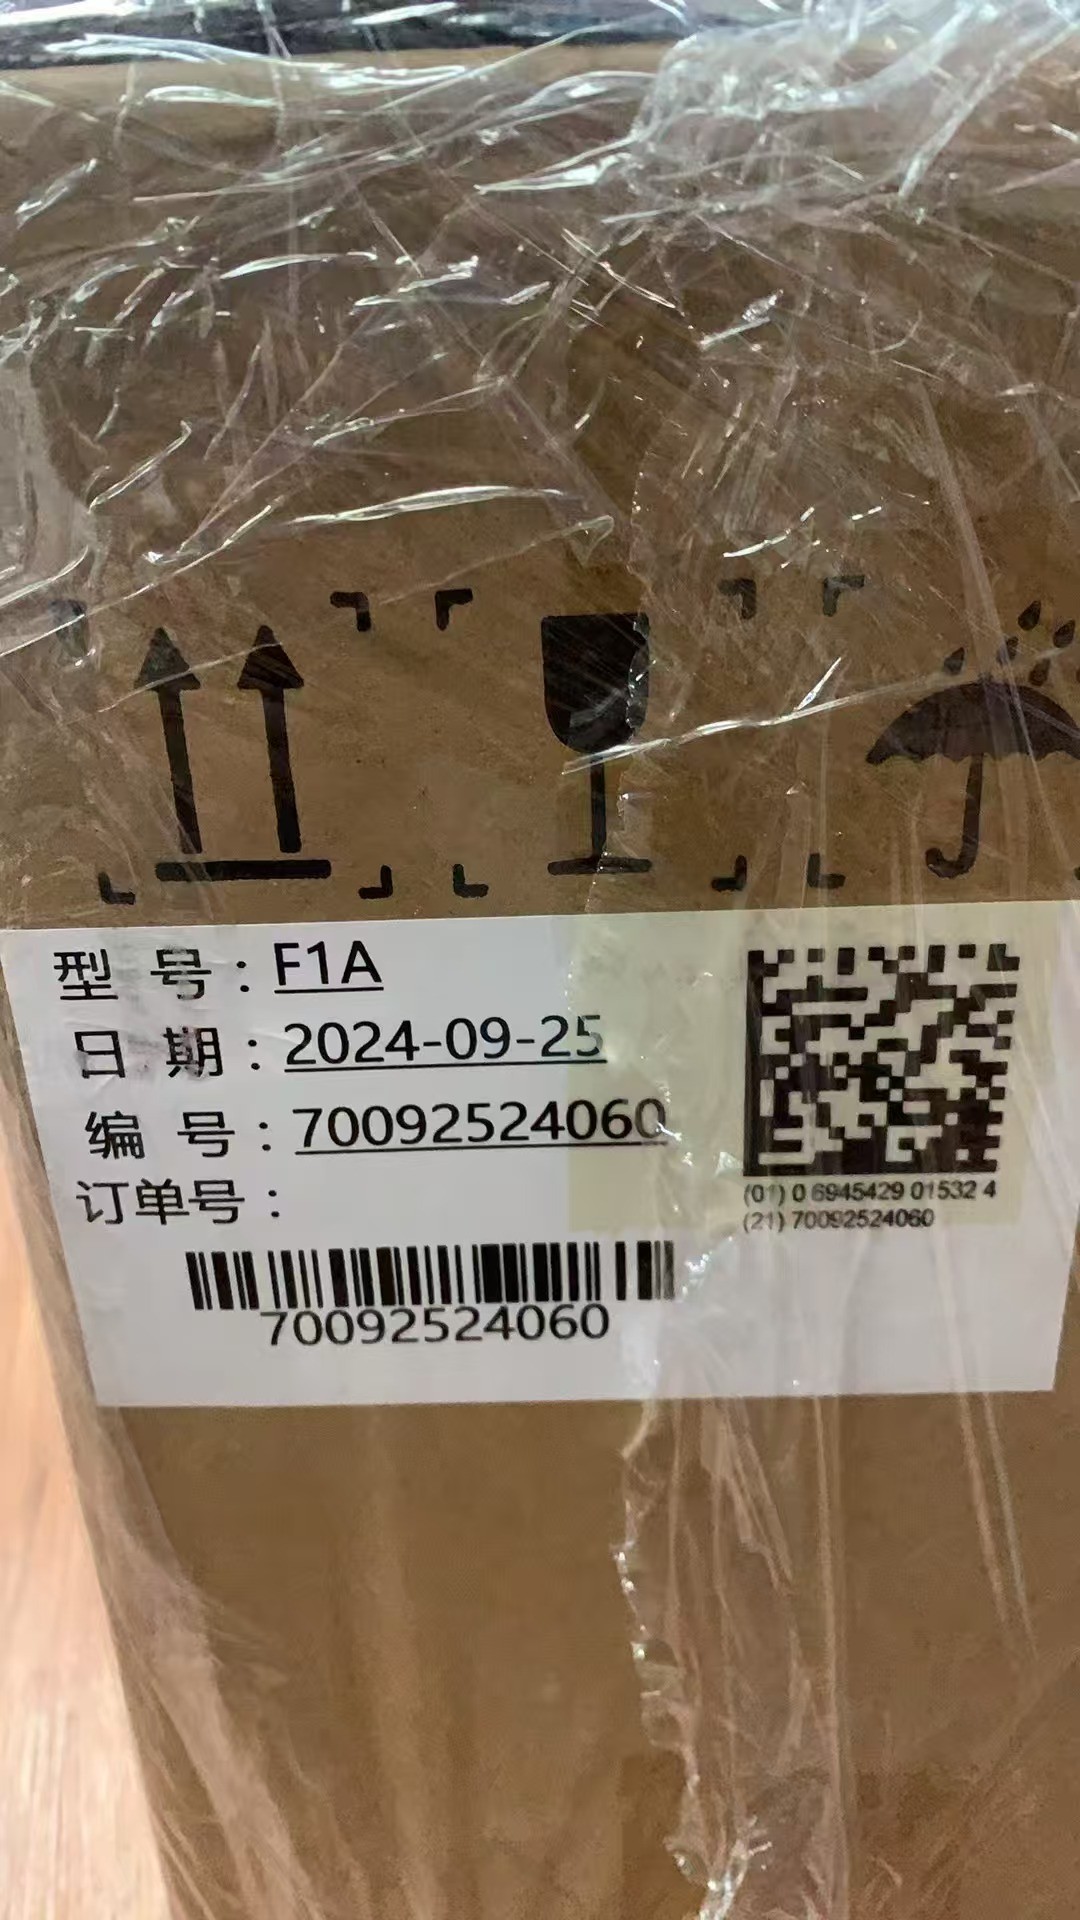 型 号：F1A
日 期：2024-09-25
编 号：70092524060
订单号：
(01) 0 6945429 01532 4
(21) 70092524060
70092524060